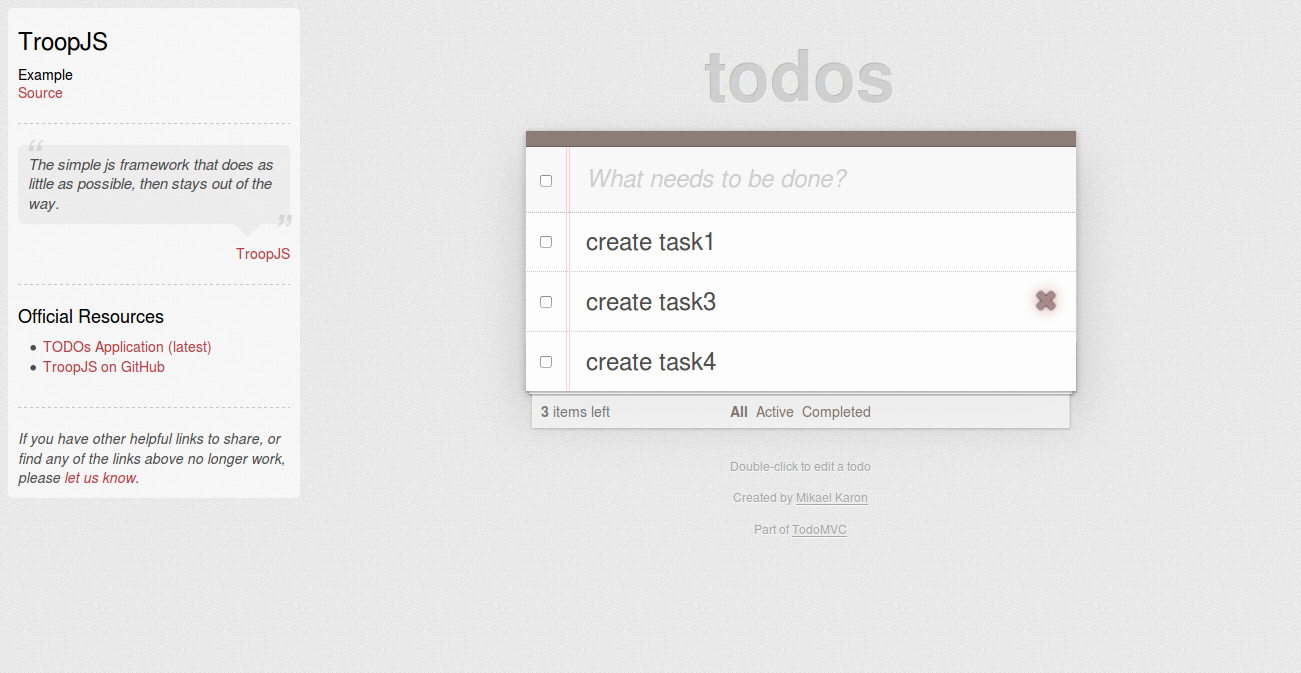 TroopJS
Example
Source
“
The simple js framework that does as
little as possible, then stays out of the
way.
”
TroopJS
Official Resources
• TODOs Application (latest)
• TroopJS on GitHub
If you have other helpful links to share, or
find any of the links above no longer work,
please let us know.
todos
What needs to be done?
create task1
create task3
✖
create task4
3 items left
All Active Completed
Double-click to edit a todo
Created by Mikael Karon
Part of TodoMVC